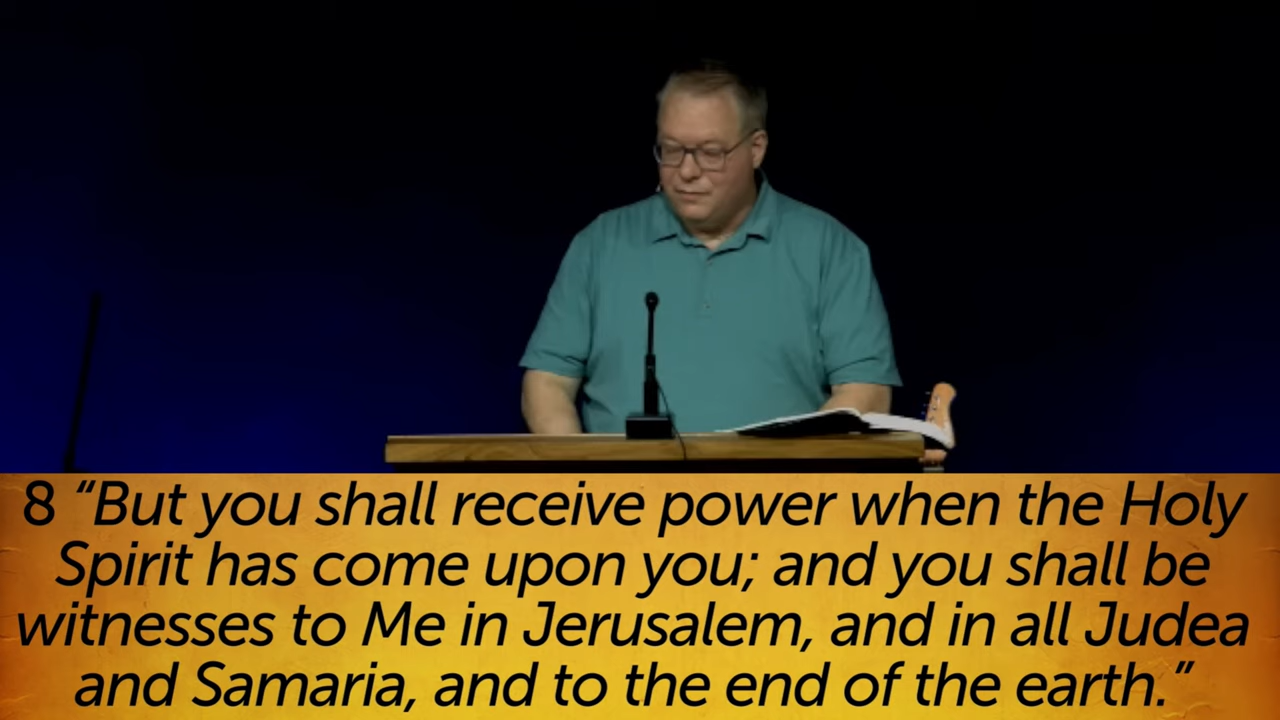 8 “But you shall receive power when the Holy
Spirit has come upon you; and you shall be
witnesses to Me in Jerusalem, and in all Judea
and Samaria, and to the end of the earth.”